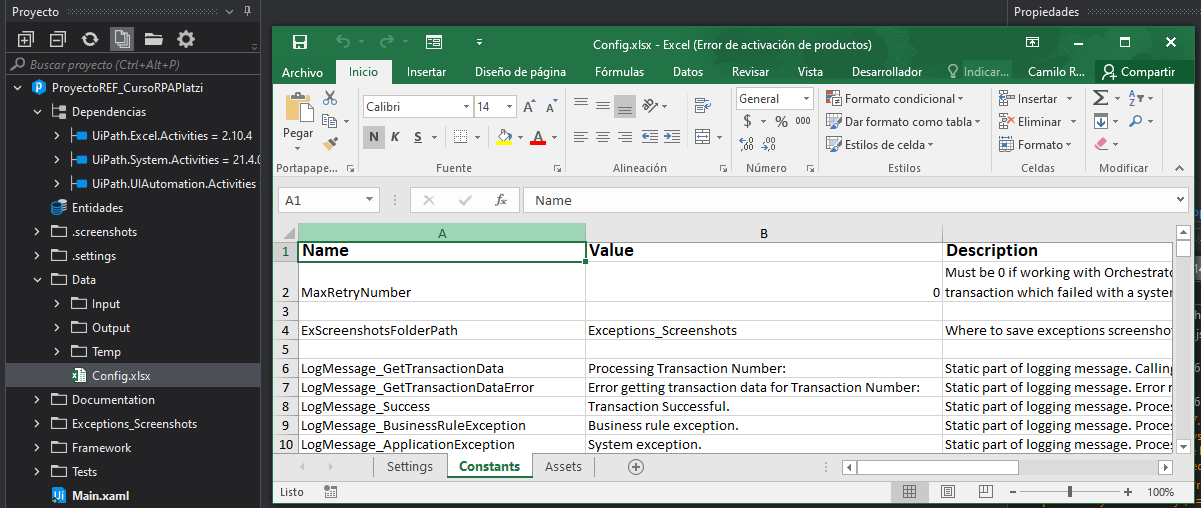 Proyecto
Buscar proyecto (Ctrl+Alt+P)
ProyectoREF_CursoRPAPlatzi
Dependencias
UiPath.Excel.Activities = 2.10.4
UiPath.System.Activities = 21.4.0
UiPath.UIAutomation.Activities
Entidades
.screenshots
.settings
Data
Input
Output
Temp
Config.xlsx
Documentation
Exceptions_Screenshots
Framework
Tests
Main.xaml
Propiedades
Config.xlsx - Excel (Error de activación de productos)
Archivo Inicio Insertar Diseño de página Fórmulas Datos Revisar Vista Desarrollador Indicar... Camilo R... Compartir
Pegar
Calibri 14
N K S
General
$ % 000
Formato condicional
Dar formato como tabla
Estilos de celda
Insertar
Eliminar
Formato
Portapape... Fuente Alineación Número Estilos Celdas Modificar
A1 fx Name
A B
1 Name Value Description
Must be 0 if working with Orchestrato
2 MaxRetryNumber 0 transaction which failed with a system
3
4 ExScreenshotsFolderPath Exceptions_Screenshots Where to save exceptions screensho
5
6 LogMessage_GetTransactionData Processing Transaction Number: Static part of logging message. Calling
7 LogMessage_GetTransactionDataError Error getting transaction data for Transaction Number: Static part of logging message. Error r
8 LogMessage_Success Transaction Successful. Static part of logging message. Proces
9 LogMessage_BusinessRuleException Business rule exception. Static part of logging message. Proces
10 LogMessage_ApplicationException System exception. Static part of logging message. Proces
Settings Constants Assets
Listo 100%